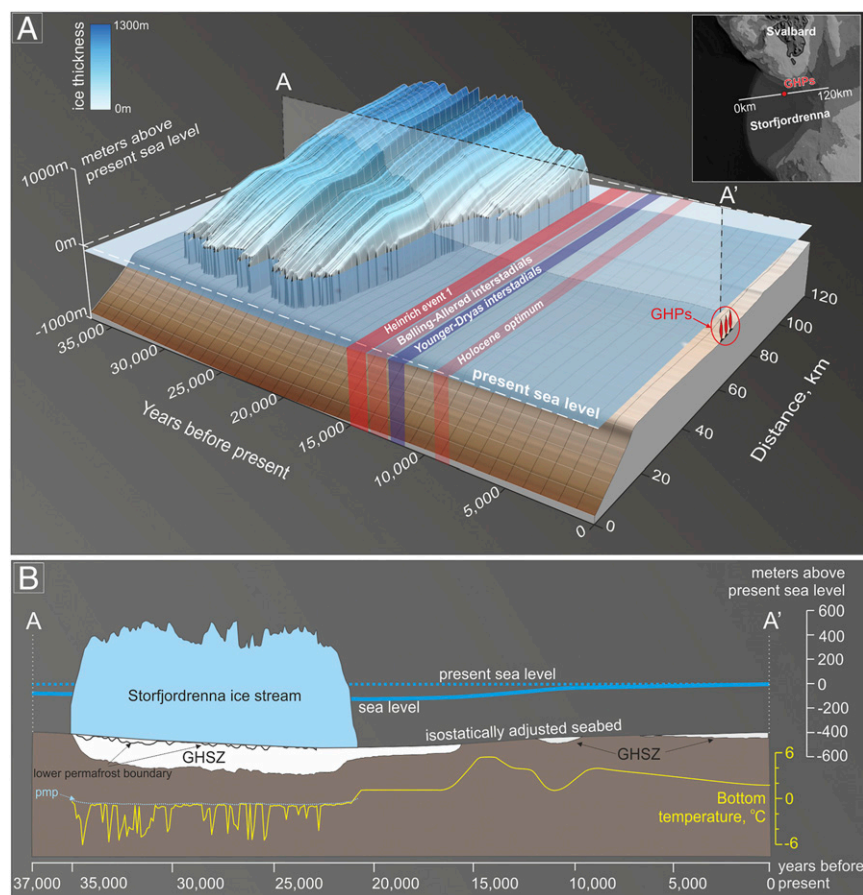 A
1300m
ice thickness
0m
Svalbard
GHPs
0km
120km
Storfjordrenna
A
A'
meters above
present sea level
1000m
0m
-1000m
Heinrich event 1
Bølling-Allerød interstadials
Younger-Dryas interstadials
Holocene optimum
present sea level
GHPs
35,000
30,000
25,000
20,000
15,000
10,000
5,000
0
Years before present
0
20
40
60
80
100
120
Distance, km
B
meters above
present sea level
A
A'
600
400
200
0
-200
-400
-600
present sea level
Storfjordrenna ice stream
sea level
isostatically adjusted seabed
GHSZ
GHSZ
lower permafrost boundary
pmp
6
0
-6
Bottom
temperature, °C
37,000
35,000
30,000
25,000
20,000
15,000
10,000
5,000
0
years before
present